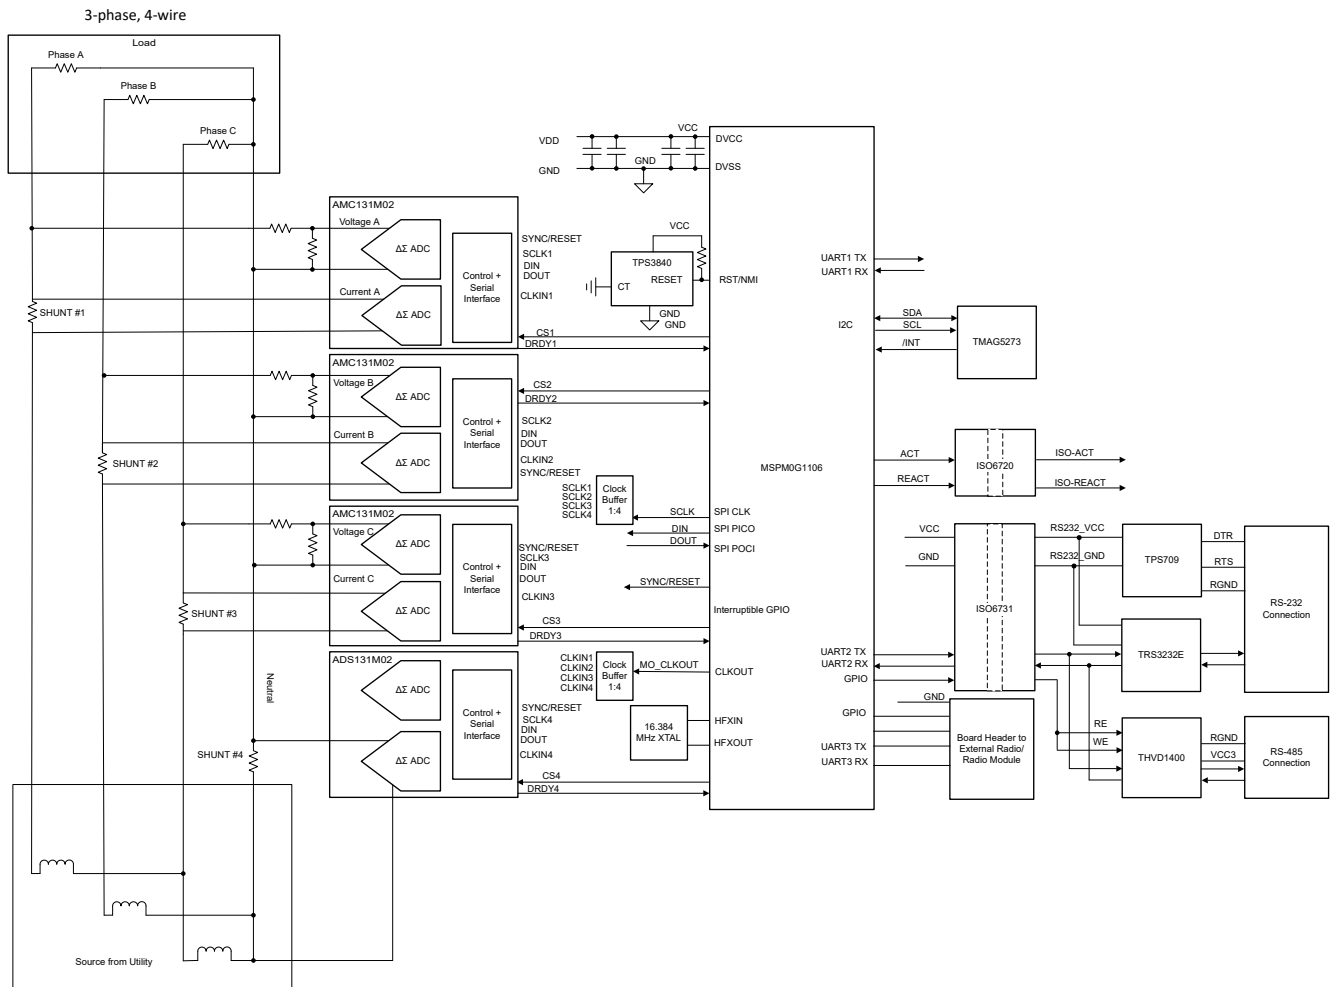 3-phase, 4-wire
Load
Phase A
Phase B
Phase C
SHUNT #1
SHUNT #2
SHUNT #3
SHUNT #4
Neutral
Source from Utility
AMC131M02
Voltage A
ΔΣ ADC
Current A
ΔΣ ADC
Control +
Serial
Interface
SYNC/RESET
SCLK1
DIN
DOUT
CLKIN1
CS1
DRDY1
AMC131M02
Voltage B
ΔΣ ADC
Current B
ΔΣ ADC
Control +
Serial
Interface
CS2
DRDY2
SCLK2
DIN
DOUT
CLKIN2
SYNC/RESET
AMC131M02
Voltage C
ΔΣ ADC
Current C
ΔΣ ADC
Control +
Serial
Interface
SYNC/RESET
SCLK3
DIN
DOUT
CLKIN3
CS3
DRDY3
ADS131M02
ΔΣ ADC
ΔΣ ADC
Control +
Serial
Interface
SYNC/RESET
SCLK4
DIN
DOUT
CLKIN4
CS4
DRDY4
VDD
GND
VCC
GND
VCC
TPS3840
RESET
CT
GND
GND
SCLK1
SCLK2
SCLK3
SCLK4
Clock
Buffer
1:4
SCLK
DIN
DOUT
SYNC/RESET
CLKIN1
CLKIN2
CLKIN3
CLKIN4
Clock
Buffer
1:4
MO_CLKOUT
16.384
MHz XTAL
DVCC
DVSS
RST/NMI
MSPM0G1106
SPI CLK
SPI PICO
SPI POCI
Interruptible GPIO
CLKOUT
HFXIN
HFXOUT
UART1 TX
UART1 RX
I2C
UART2 TX
UART2 RX
GPIO
GPIO
UART3 TX
UART3 RX
SDA
SCL
/INT
TMAG5273
ACT
REACT
ISO6720
ISO-ACT
ISO-REACT
VCC
GND
ISO6731
RS232_VCC
RS232_GND
TPS709
DTR
RTS
RGND
RS-232
Connection
TRS3232E
GND
Board Header to
External Radio/
Radio Module
RE
WE
THVD1400
RGND
VCC3
RS-485
Connection